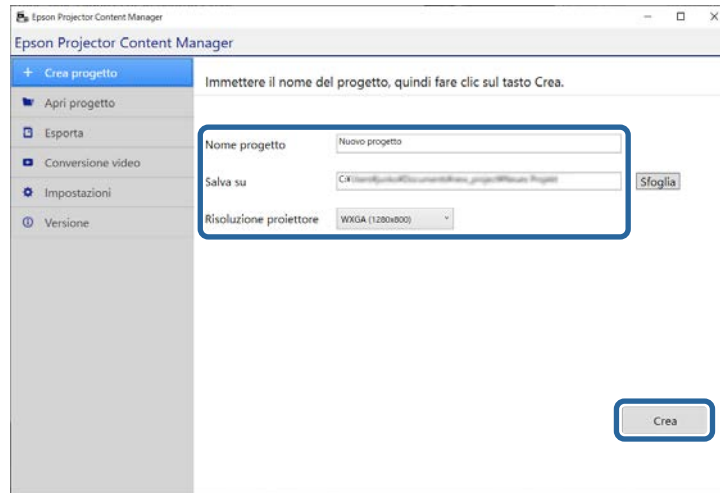 Epson Projector Content Manager
Epson Projector Content Manager
+ Crea progetto
Apri progetto
Esporta
Conversione video
Impostazioni
Versione
Immettere il nome del progetto, quindi fare clic sul tasto Crea.
Nome progetto Nuovo progetto
Salva su Sfoglia
Risoluzione proiettore WXGA (1280x800)
Crea